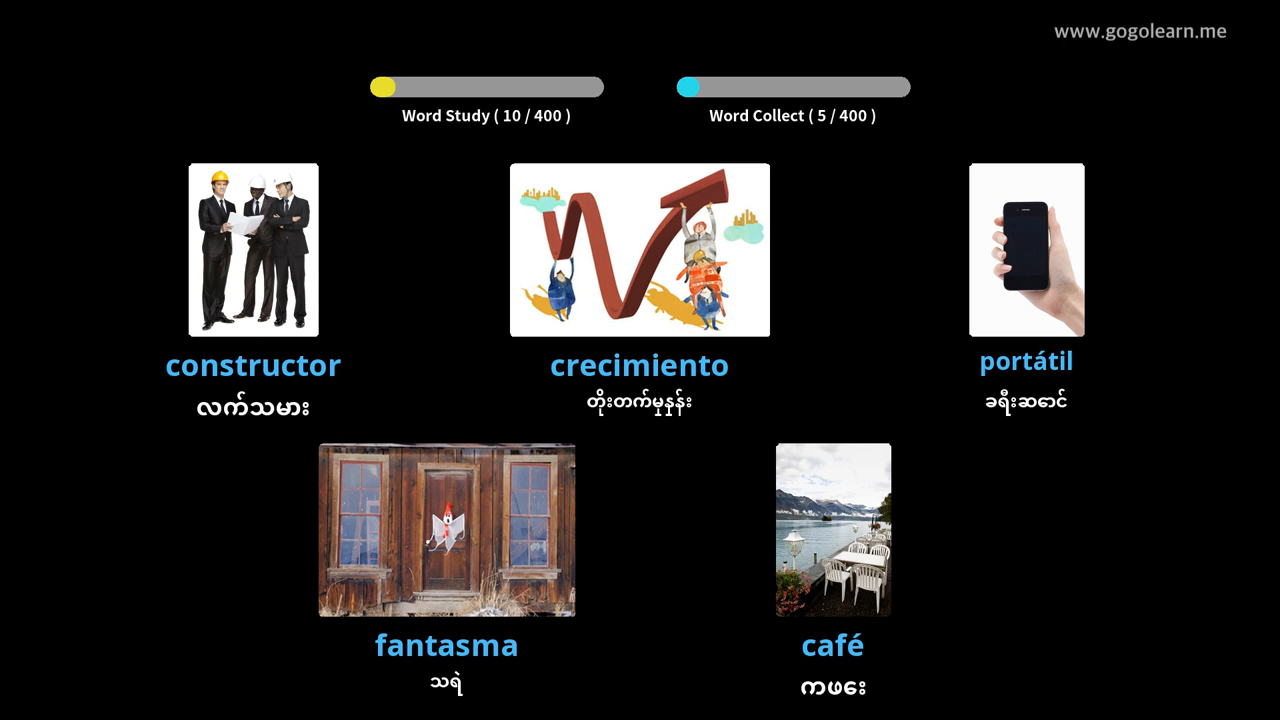 www.gogolearn.me
Word Study ( 10 / 400 )
Word Collect ( 5 / 400 )
constructor
လက်သမား
crecimiento
တိုးတက်မှုနှုန်း
portátil
ခရီးဆောင်
fantasma
သရဲ
café
ကဖေး